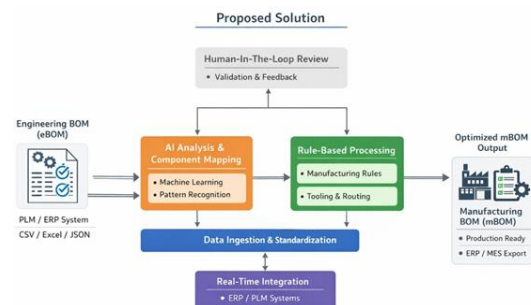 Proposed Solution
Human-In-The-Loop Review
• Validation & Feedback
Engineering BOM
(eBOM)
PLM / ERP System
CSV / Excel / JSON
AI Analysis &
Component Mapping
• Machine Learning
• Pattern Recognition
Rule-Based Processing
• Manufacturing Rules
• Tooling & Routing
Optimized mBOM
Output
Manufacturing
BOM (mBOM)
• Production Ready
• ERP / MES Export
Data Ingestion & Standardization
Real-Time Integration
• ERP / PLM Systems